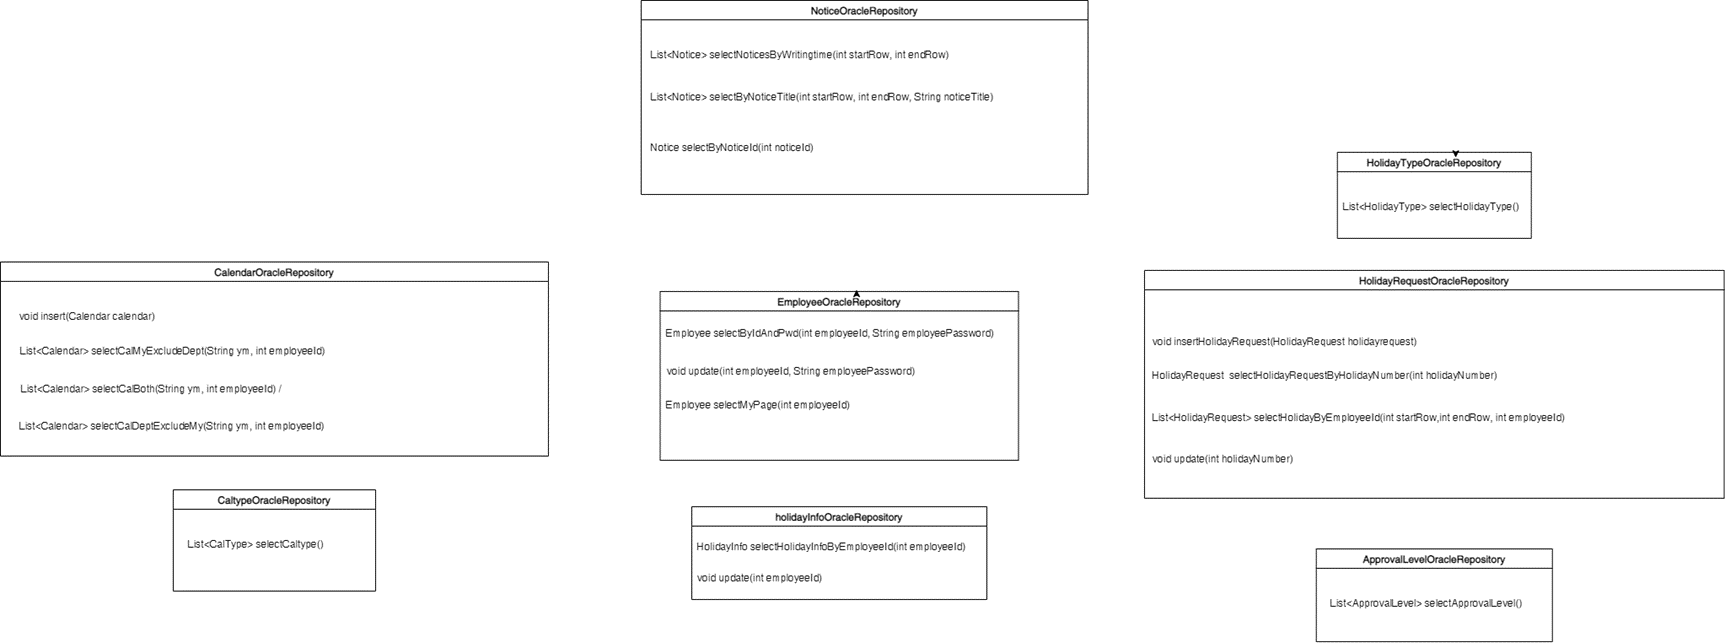 NoticeOracleRepository
List<Notice> selectNoticesByWritingtime(int startRow, int endRow)
List<Notice> selectByNoticeTitle(int startRow, int endRow, String noticeTitle)
Notice selectByNoticeId(int noticeId)
HolidayTypeOracleRepository
List<HolidayType> selectHolidayType()
CalendarOracleRepository
void insert(Calendar calendar)
List<Calendar> selectCalMyExcludeDept(String ym, int employeeId)
List<Calendar> selectCalBoth(String ym, int employeeId) /
List<Calendar> selectCalDeptExcludeMy(String ym, int employeeId)
EmployeeOracleRepository
Employee selectByIdAndPwd(int employeeId, String employeePassword)
void update(int employeeId, String employeePassword)
Employee selectMyPage(int employeeId)
HolidayRequestOracleRepository
void insertHolidayRequest(HolidayRequest holidayrequest)
HolidayRequest  selectHolidayRequestByHolidayNumber(int holidayNumber)
List<HolidayRequest> selectHolidayByEmployeeId(int startRow,int endRow, int employeeId)
void update(int holidayNumber)
CaltypeOracleRepository
List<CalType> selectCaltype()
holidayInfoOracleRepository
HolidayInfo selectHolidayInfoByEmployeeId(int employeeId)
void update(int employeeId)
ApprovalLevelOracleRepository
List<ApprovalLevel> selectApprovalLevel()